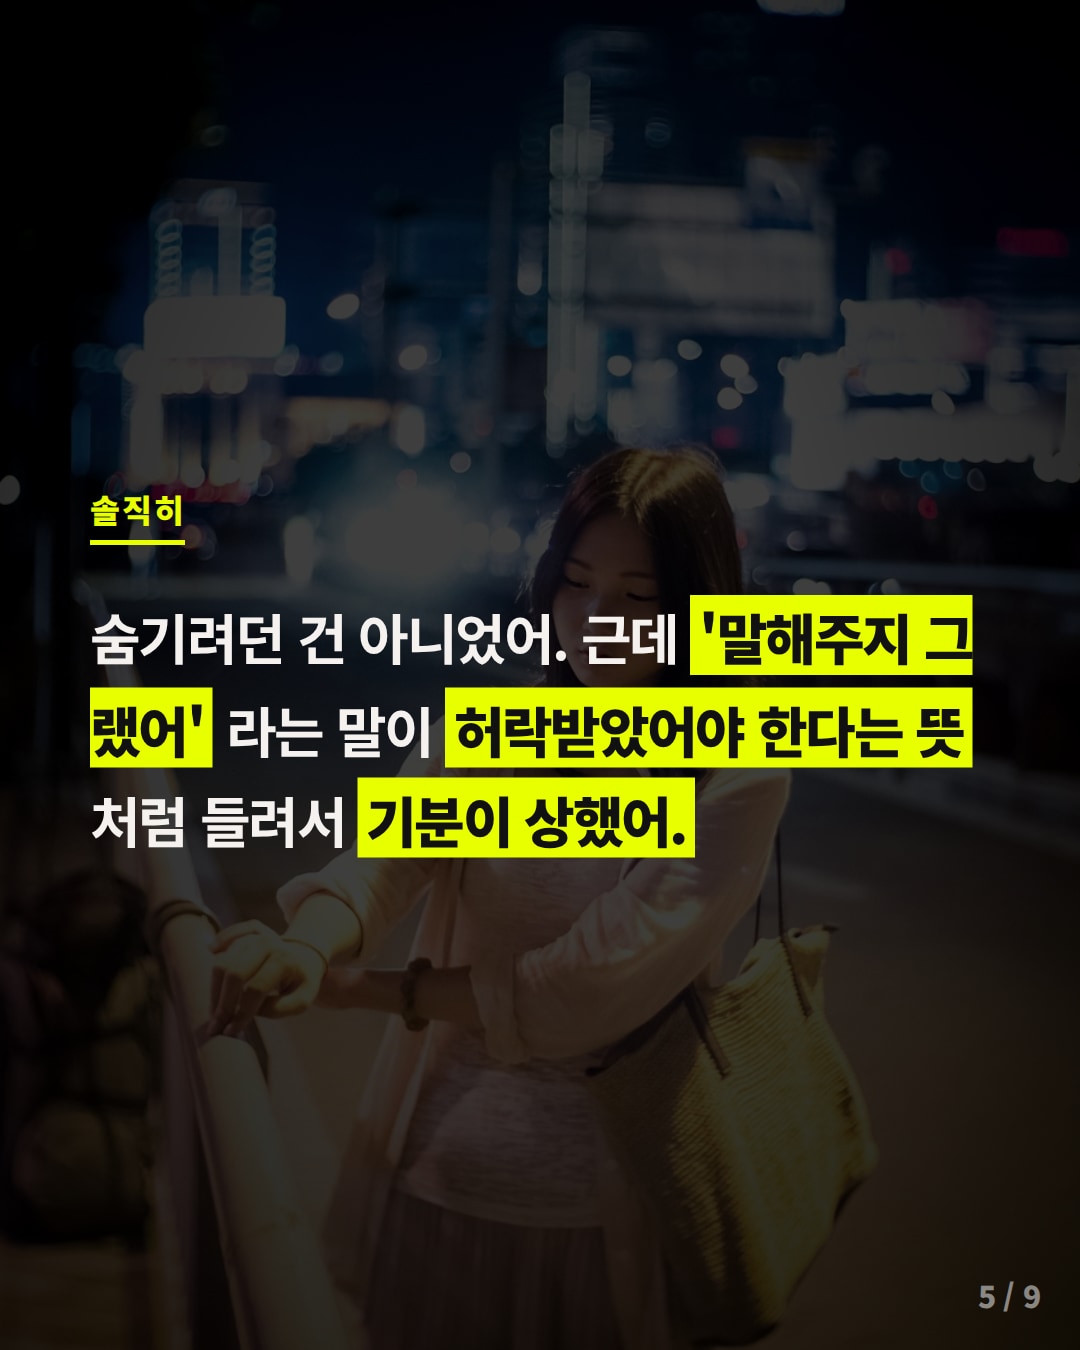 솔직히
숨기려던 건 아니었어. 근데 '말해주지 그
랬어' 라는 말이 허락받았어야 한다는 뜻
처럼 들려서 기분이 상했어.
5 / 9